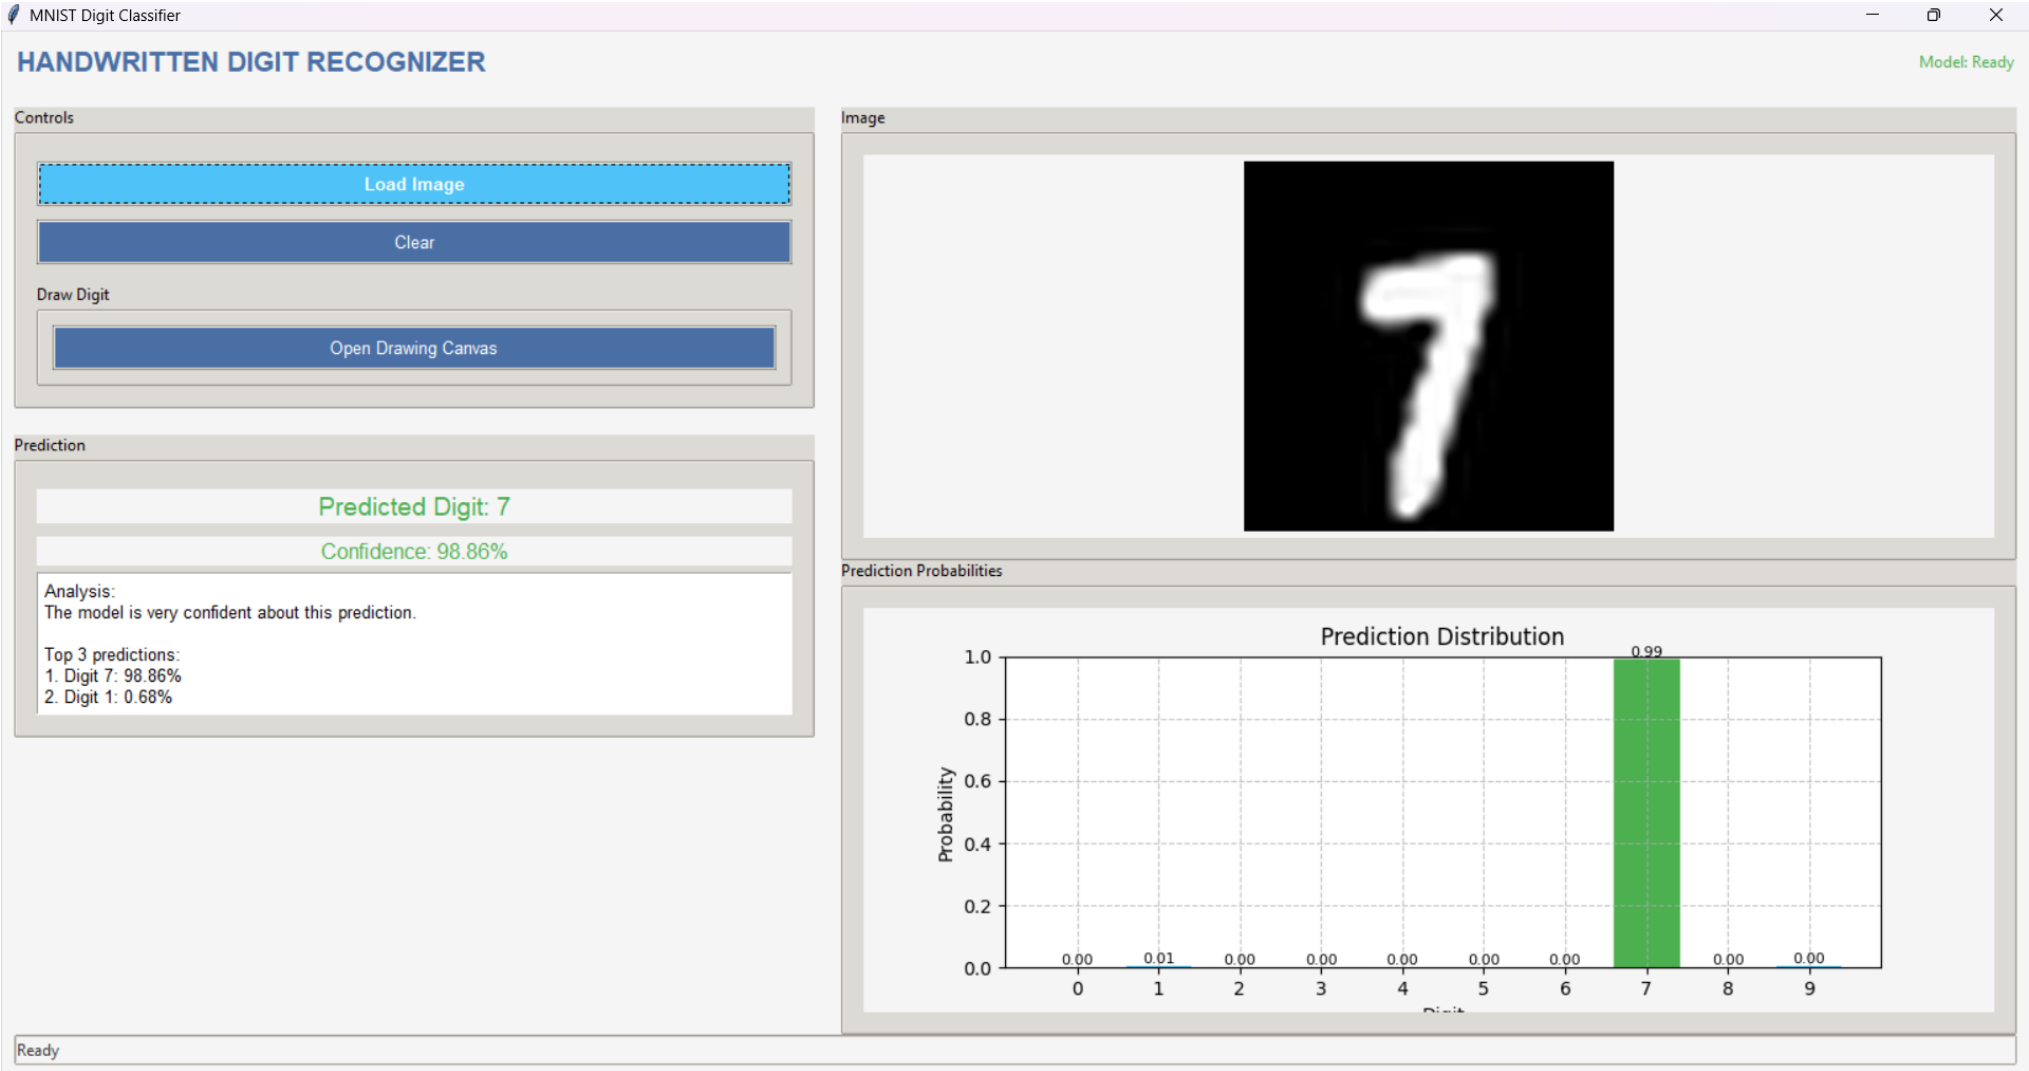 MNIST Digit Classifier
HANDWRITTEN DIGIT RECOGNIZER
Model: Ready
Controls
Load Image
Clear
Draw Digit
Open Drawing Canvas
Prediction
Predicted Digit: 7
Confidence: 98.86%
Analysis:
The model is very confident about this prediction.
Top 3 predictions:
1. Digit 7: 98.86%
2. Digit 1: 0.68%
Image
7
Prediction Probabilities
Prediction Distribution
Probability
1.0
0.8
0.6
0.4
0.2
0.0
0.00 0.01 0.00 0.00 0.00 0.00 0.00 0.99 0.00 0.00
0 1 2 3 4 5 6 7 8 9
Digit
Ready